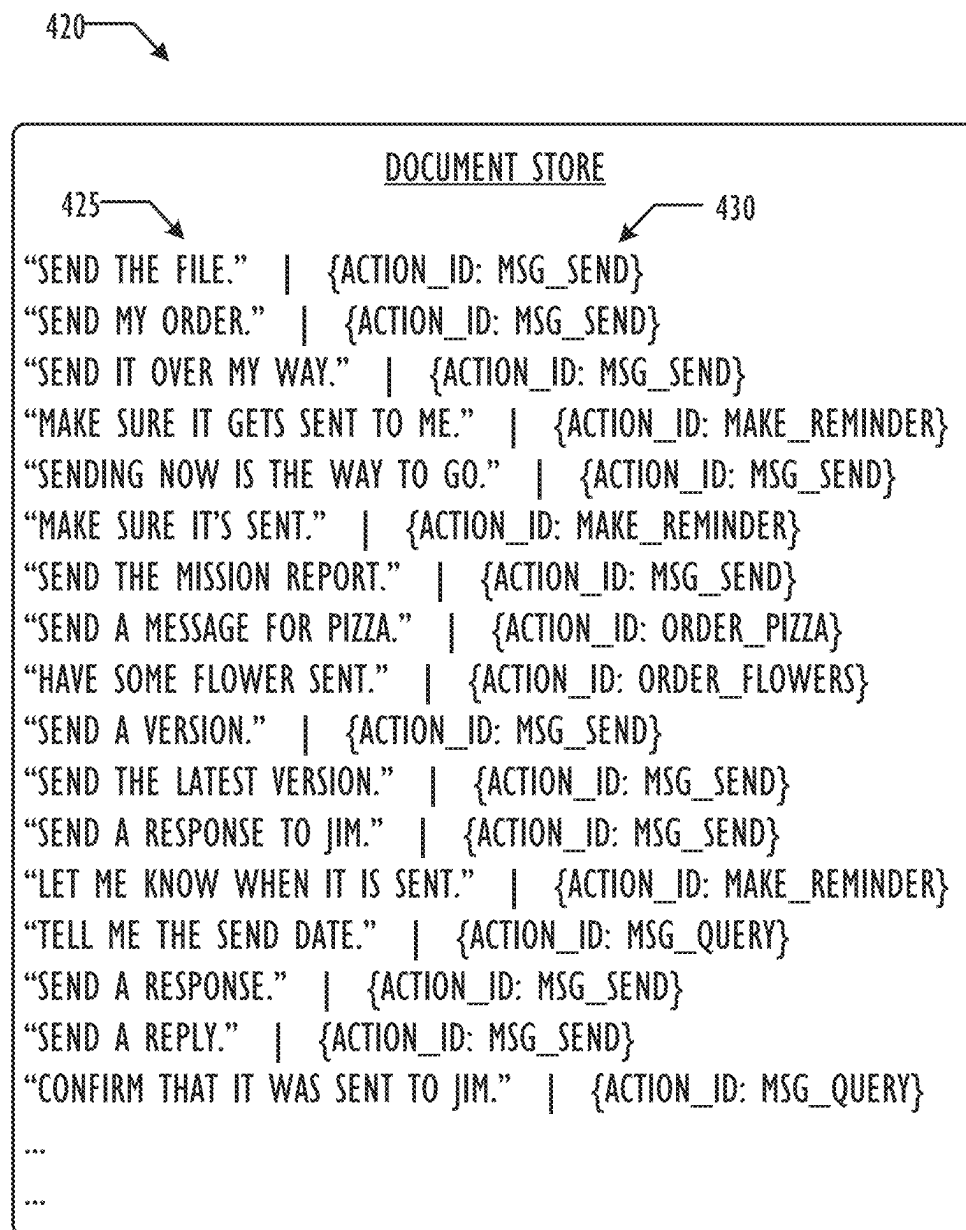 420
DOCUMENT STORE
425 430
“SEND THE FILE.” | {ACTION_ID: MSG_SEND}
“SEND MY ORDER.” | {ACTION_ID: MSG_SEND}
“SEND IT OVER MY WAY.” | {ACTION_ID: MSG_SEND}
“MAKE SURE IT GETS SENT TO ME.” | {ACTION_ID: MAKE_REMINDER}
“SENDING NOW IS THE WAY TO GO.” | {ACTION_ID: MSG_SEND}
“MAKE SURE IT’S SENT.” | {ACTION_ID: MAKE_REMINDER}
“SEND THE MISSION REPORT.” | {ACTION_ID: MSG_SEND}
“SEND A MESSAGE FOR PIZZA.” | {ACTION_ID: ORDER_PIZZA}
“HAVE SOME FLOWER SENT.” | {ACTION_ID: ORDER_FLOWERS}
“SEND A VERSION.” | {ACTION_ID: MSG_SEND}
“SEND THE LATEST VERSION.” | {ACTION_ID: MSG_SEND}
“SEND A RESPONSE TO JIM.” | {ACTION_ID: MSG_SEND}
“LET ME KNOW WHEN IT IS SENT.” | {ACTION_ID: MAKE_REMINDER}
“TELL ME THE SEND DATE.” | {ACTION_ID: MSG_QUERY}
“SEND A RESPONSE.” | {ACTION_ID: MSG_SEND}
“SEND A REPLY.” | {ACTION_ID: MSG_SEND}
“CONFIRM THAT IT WAS SENT TO JIM.” | {ACTION_ID: MSG_QUERY}
...
...